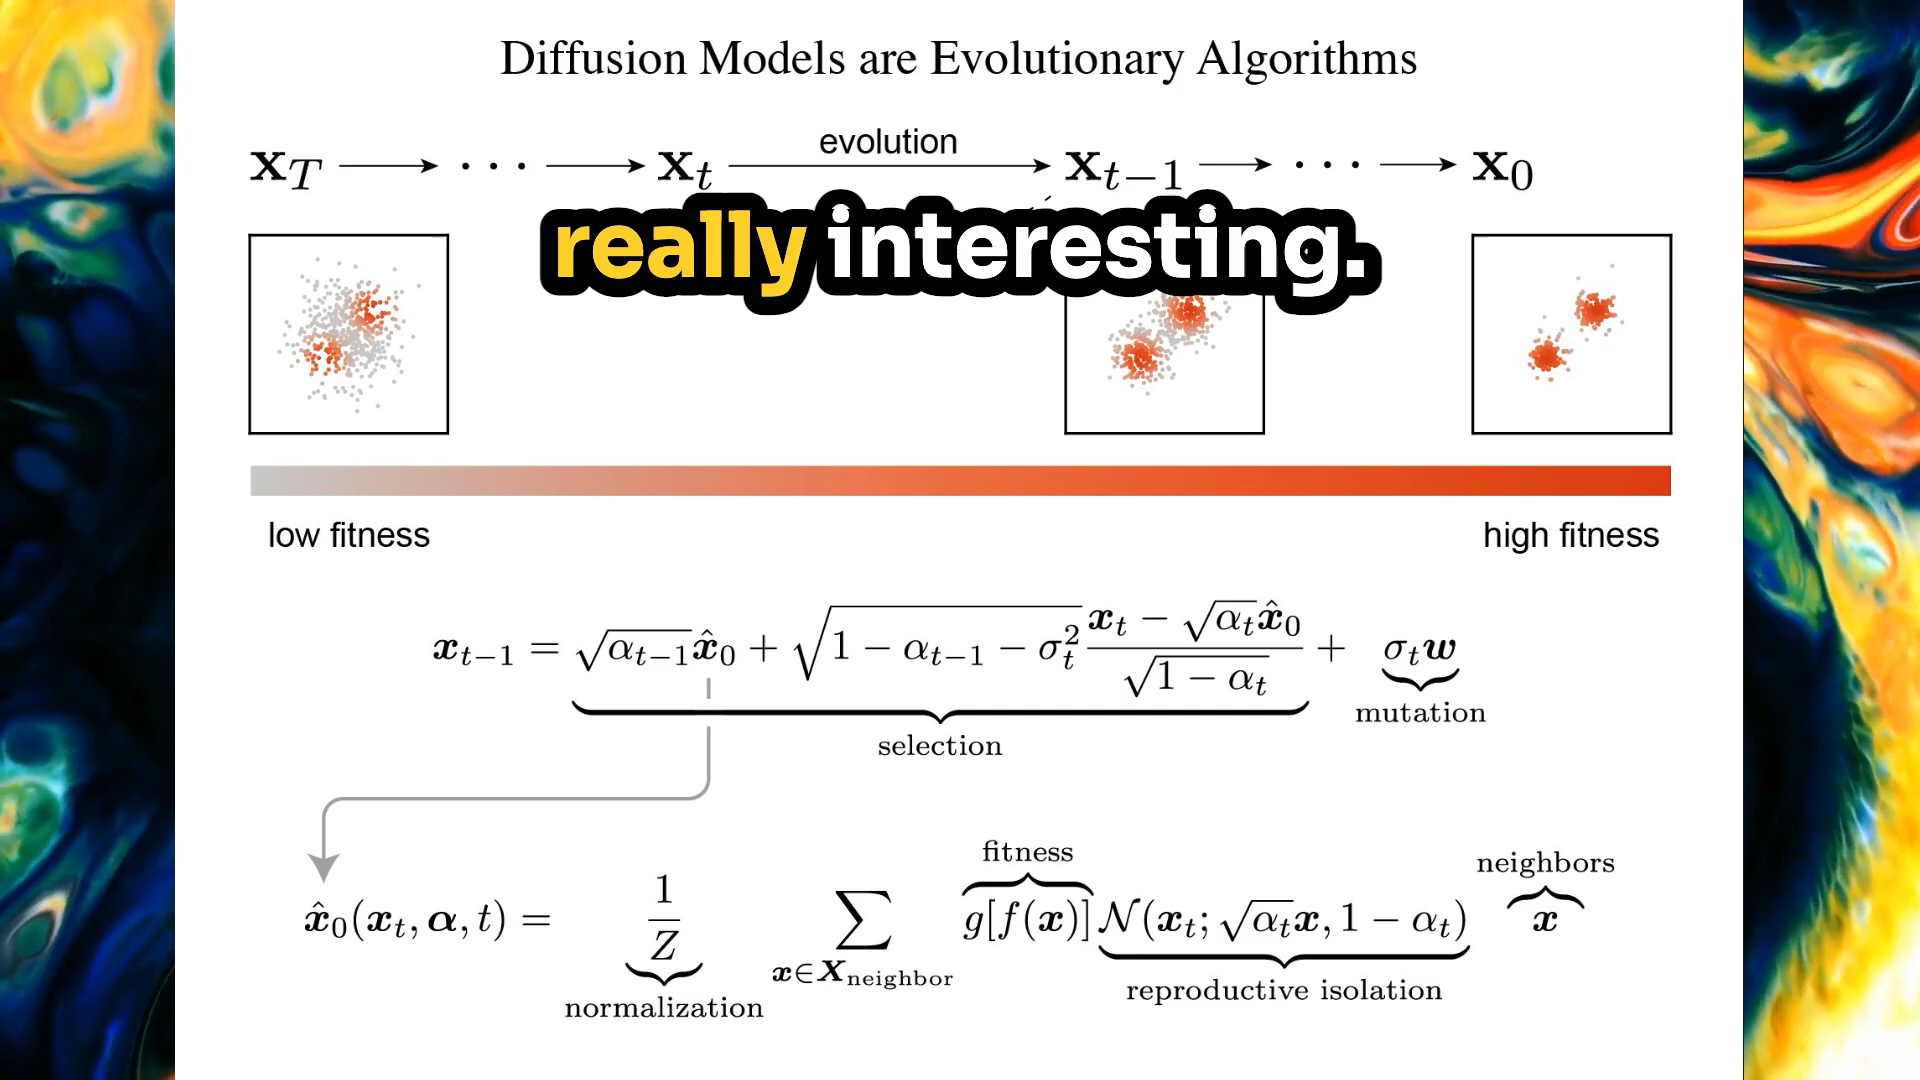 Diffusion Models are Evolutionary Algorithms
evolution
x_T → ⋯ → x_t → x_{t−1} → ⋯ → x_0
really interesting.
low fitness
high fitness
x_{t−1} = √α_{t−1} x̂_0 + √(1 − α_{t−1} − σ_t^2) (x_t − √α_t x̂_0)/√(1 − α_t) + σ_t w
mutation
selection
fitness
neighbors
x̂_0(x_t, α, t) = 1/Z ∑_{x∈X_neighbor} g[f(x)] 𝒩(x_t; √α_t x, 1 − α_t) x
reproductive isolation
normalization